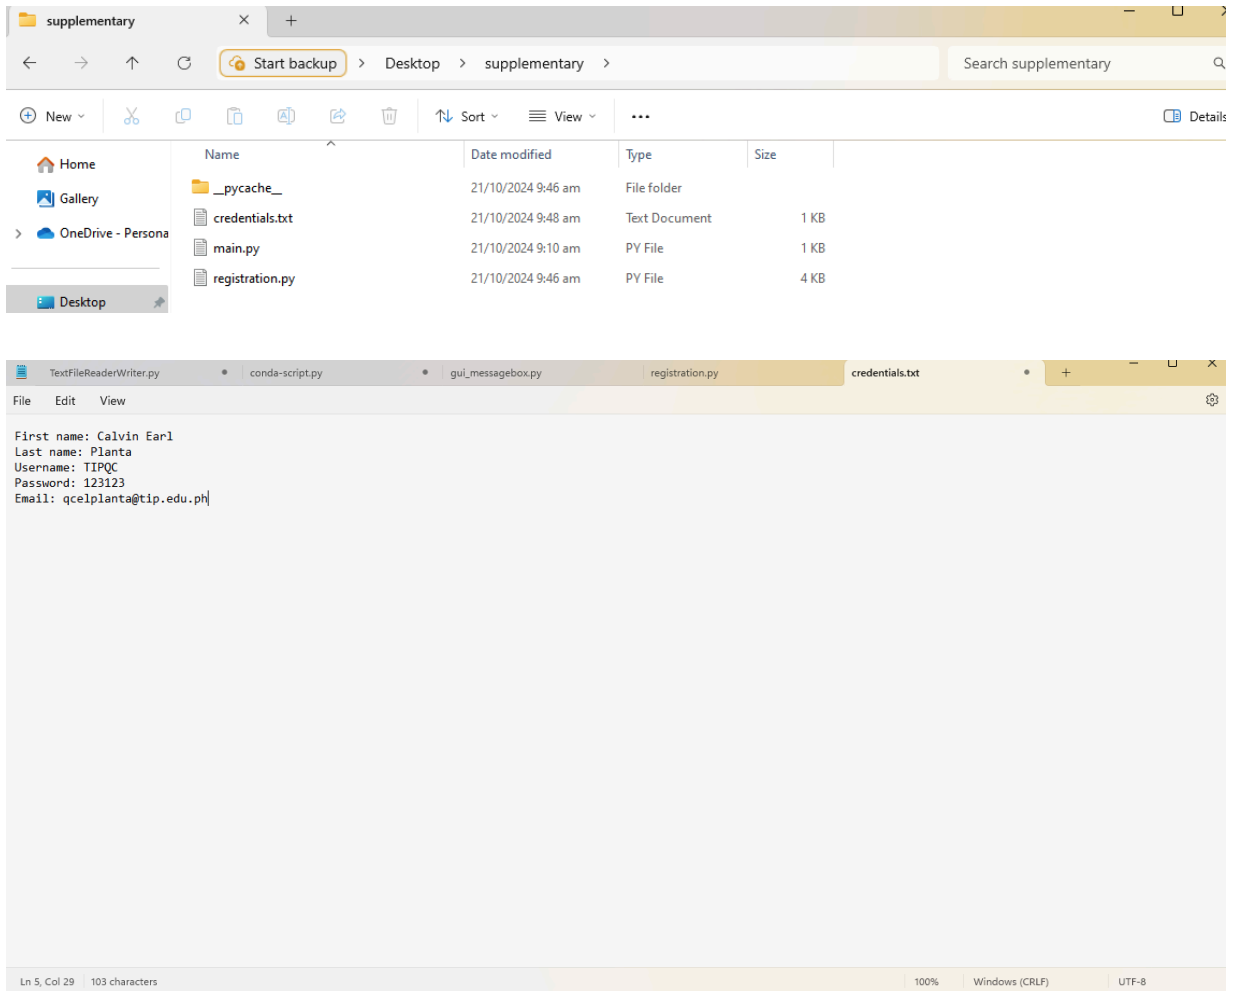 supplementary
Start backup > Desktop > supplementary >
Search supplementary
New
Sort
View
Details
Home
Gallery
OneDrive - Persona
Desktop
Name Date modified Type Size
__pycache__ 21/10/2024 9:46 am File folder
credentials.txt 21/10/2024 9:48 am Text Document 1 KB
main.py 21/10/2024 9:10 am PY File 1 KB
registration.py 21/10/2024 9:46 am PY File 4 KB
TextFileReaderWriter.py conda-script.py gui_messagebox.py registration.py credentials.txt
File Edit View
First name: Calvin Earl
Last name: Planta
Username: TIPQC
Password: 123123
Email: qcelplanta@tip.edu.ph
Ln 5, Col 29 103 characters 100% Windows (CRLF) UTF-8